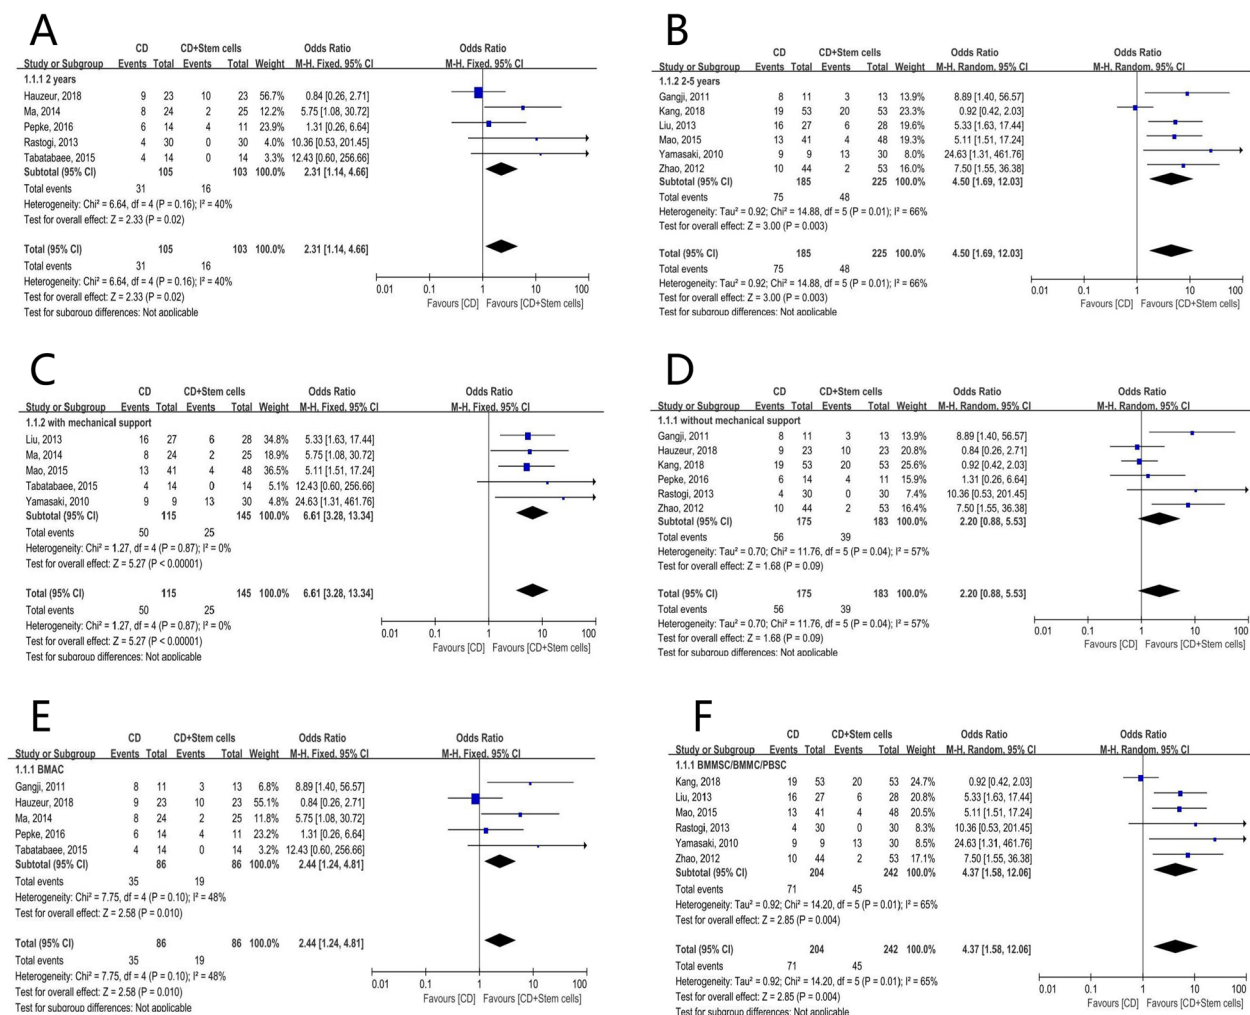 A
CD CD+Stem cells Odds Ratio Odds Ratio
Study or Subgroup Events Total Events Total Weight M-H. Fixed. 95% CI M-H. Fixed. 95% CI
1.1.1 2 years
Hauzeur, 2018 9 23 10 23 56.7% 0.84 [0.26, 2.71]
Ma, 2014 8 24 2 25 12.2% 5.75 [1.08, 30.72]
Pepke, 2016 6 14 4 11 23.9% 1.31 [0.26, 6.64]
Rastogi, 2013 4 30 0 30 4.0% 10.36 [0.53, 201.45]
Tabatabaee, 2015 4 14 0 14 3.3% 12.43 [0.60, 256.66]
Subtotal (95% CI) 105 103 100.0% 2.31 [1.14, 4.66]
Total events 31 16
Heterogeneity: Chi² = 6.64, df = 4 (P = 0.16); I² = 40%
Test for overall effect: Z = 2.33 (P = 0.02)
Total (95% CI) 105 103 100.0% 2.31 [1.14, 4.66]
Total events 31 16
Heterogeneity: Chi² = 6.64, df = 4 (P = 0.16); I² = 40%
Test for overall effect: Z = 2.33 (P = 0.02)
Test for subgroup differences: Not applicable
0.01 0.1 1 10 100
Favours [CD] Favours [CD+Stem cells]
B
CD CD+Stem cells Odds Ratio Odds Ratio
Study or Subgroup Events Total Events Total Weight M-H. Random. 95% CI M-H. Random. 95% CI
1.1.2 2-5 years
Gangji, 2011 8 11 3 13 13.9% 8.89 [1.40, 56.57]
Kang, 2018 19 53 20 53 23.3% 0.92 [0.42, 2.03]
Liu, 2013 16 27 6 28 19.6% 5.33 [1.63, 17.44]
Mao, 2015 13 41 4 48 19.2% 5.11 [1.51, 17.24]
Yamasaki, 2010 9 9 13 30 8.0% 24.63 [1.31, 461.76]
Zhao, 2012 10 44 2 53 16.0% 7.50 [1.55, 36.38]
Subtotal (95% CI) 185 225 100.0% 4.50 [1.69, 12.03]
Total events 75 48
Heterogeneity: Tau² = 0.92; Chi² = 14.88, df = 5 (P = 0.01); I² = 66%
Test for overall effect: Z = 3.00 (P = 0.003)
Total (95% CI) 185 225 100.0% 4.50 [1.69, 12.03]
Total events 75 48
Heterogeneity: Tau² = 0.92; Chi² = 14.88, df = 5 (P = 0.01); I² = 66%
Test for overall effect: Z = 3.00 (P = 0.003)
Test for subgroup differences: Not applicable
0.01 0.1 1 10 100
Favours [CD] Favours [CD+Stem cells]
C
CD CD+Stem cells Odds Ratio Odds Ratio
Study or Subgroup Events Total Events Total Weight M-H. Fixed. 95% CI M-H. Fixed. 95% CI
1.1.2 with mechanical support
Liu, 2013 16 27 6 28 34.8% 5.33 [1.63, 17.44]
Ma, 2014 8 24 2 25 18.9% 5.75 [1.08, 30.72]
Mao, 2015 13 41 4 48 36.5% 5.11 [1.51, 17.24]
Tabatabaee, 2015 4 14 0 14 5.1% 12.43 [0.60, 256.66]
Yamasaki, 2010 9 9 13 30 4.8% 24.63 [1.31, 461.76]
Subtotal (95% CI) 115 145 100.0% 6.61 [3.28, 13.34]
Total events 50 25
Heterogeneity: Chi² = 1.27, df = 4 (P = 0.87); I² = 0%
Test for overall effect: Z = 5.27 (P < 0.00001)
Total (95% CI) 115 145 100.0% 6.61 [3.28, 13.34]
Total events 50 25
Heterogeneity: Chi² = 1.27, df = 4 (P = 0.87); I² = 0%
Test for overall effect: Z = 5.27 (P < 0.00001)
Test for subgroup differences: Not applicable
0.01 0.1 1 10 100
Favours [CD] Favours [CD+Stem cells]
D
CD CD+Stem cells Odds Ratio Odds Ratio
Study or Subgroup Events Total Events Total Weight M-H. Random. 95% CI M-H. Random. 95% CI
1.1.1 without mechanical support
Gangji, 2011 8 11 3 13 13.9% 8.89 [1.40, 56.57]
Hauzeur, 2018 9 23 10 23 20.8% 0.84 [0.26, 2.71]
Kang, 2018 19 53 20 53 25.6% 0.92 [0.42, 2.03]
Pepke, 2016 6 14 4 11 15.9% 1.31 [0.26, 6.64]
Rastogi, 2013 4 30 0 30 7.4% 10.36 [0.53, 201.45]
Zhao, 2012 10 44 2 53 16.4% 7.50 [1.55, 36.38]
Subtotal (95% CI) 175 183 100.0% 2.20 [0.88, 5.53]
Total events 56 39
Heterogeneity: Tau² = 0.70; Chi² = 11.76, df = 5 (P = 0.04); I² = 57%
Test for overall effect: Z = 1.68 (P = 0.09)
Total (95% CI) 175 183 100.0% 2.20 [0.88, 5.53]
Total events 56 39
Heterogeneity: Tau² = 0.70; Chi² = 11.76, df = 5 (P = 0.04); I² = 57%
Test for overall effect: Z = 1.68 (P = 0.09)
Test for subgroup differences: Not applicable
0.01 0.1 1 10 100
Favours [CD] Favours [CD+Stem cells]
E
CD CD+Stem cells Odds Ratio Odds Ratio
Study or Subgroup Events Total Events Total Weight M-H. Fixed. 95% CI M-H. Fixed. 95% CI
1.1.1 BMAC
Gangji, 2011 8 11 3 13 6.8% 8.89 [1.40, 56.57]
Hauzeur, 2018 9 23 10 23 55.1% 0.84 [0.26, 2.71]
Ma, 2014 8 24 2 25 11.8% 5.75 [1.08, 30.72]
Pepke, 2016 6 14 4 11 23.2% 1.31 [0.26, 6.64]
Tabatabaee, 2015 4 14 0 14 3.2% 12.43 [0.60, 256.66]
Subtotal (95% CI) 86 86 100.0% 2.44 [1.24, 4.81]
Total events 35 19
Heterogeneity: Chi² = 7.75, df = 4 (P = 0.10); I² = 48%
Test for overall effect: Z = 2.58 (P = 0.010)
Total (95% CI) 86 86 100.0% 2.44 [1.24, 4.81]
Total events 35 19
Heterogeneity: Chi² = 7.75, df = 4 (P = 0.10); I² = 48%
Test for overall effect: Z = 2.58 (P = 0.010)
Test for subgroup differences: Not applicable
0.01 0.1 1 10 100
Favours [CD] Favours [CD+Stem cells]
F
CD CD+Stem cells Odds Ratio Odds Ratio
Study or Subgroup Events Total Events Total Weight M-H. Random. 95% CI M-H. Random. 95% CI
1.1.1 BMMSC/BMMC/PBSC
Kang, 2018 19 53 20 53 24.7% 0.92 [0.42, 2.03]
Liu, 2013 16 27 6 28 20.8% 5.33 [1.63, 17.44]
Mao, 2015 13 41 4 48 20.5% 5.11 [1.51, 17.24]
Rastogi, 2013 4 30 0 30 8.3% 10.36 [0.53, 201.45]
Yamasaki, 2010 9 9 13 30 8.5% 24.63 [1.31, 461.76]
Zhao, 2012 10 44 2 53 17.1% 7.50 [1.55, 36.38]
Subtotal (95% CI) 204 242 100.0% 4.37 [1.58, 12.06]
Total events 71 45
Heterogeneity: Tau² = 0.92; Chi² = 14.20, df = 5 (P = 0.01); I² = 65%
Test for overall effect: Z = 2.85 (P = 0.004)
Total (95% CI) 204 242 100.0% 4.37 [1.58, 12.06]
Total events 71 45
Heterogeneity: Tau² = 0.92; Chi² = 14.20, df = 5 (P = 0.01); I² = 65%
Test for overall effect: Z = 2.85 (P = 0.004)
Test for subgroup differences: Not applicable
0.01 0.1 1 10 100
Favours [CD] Favours [CD+Stem cells]